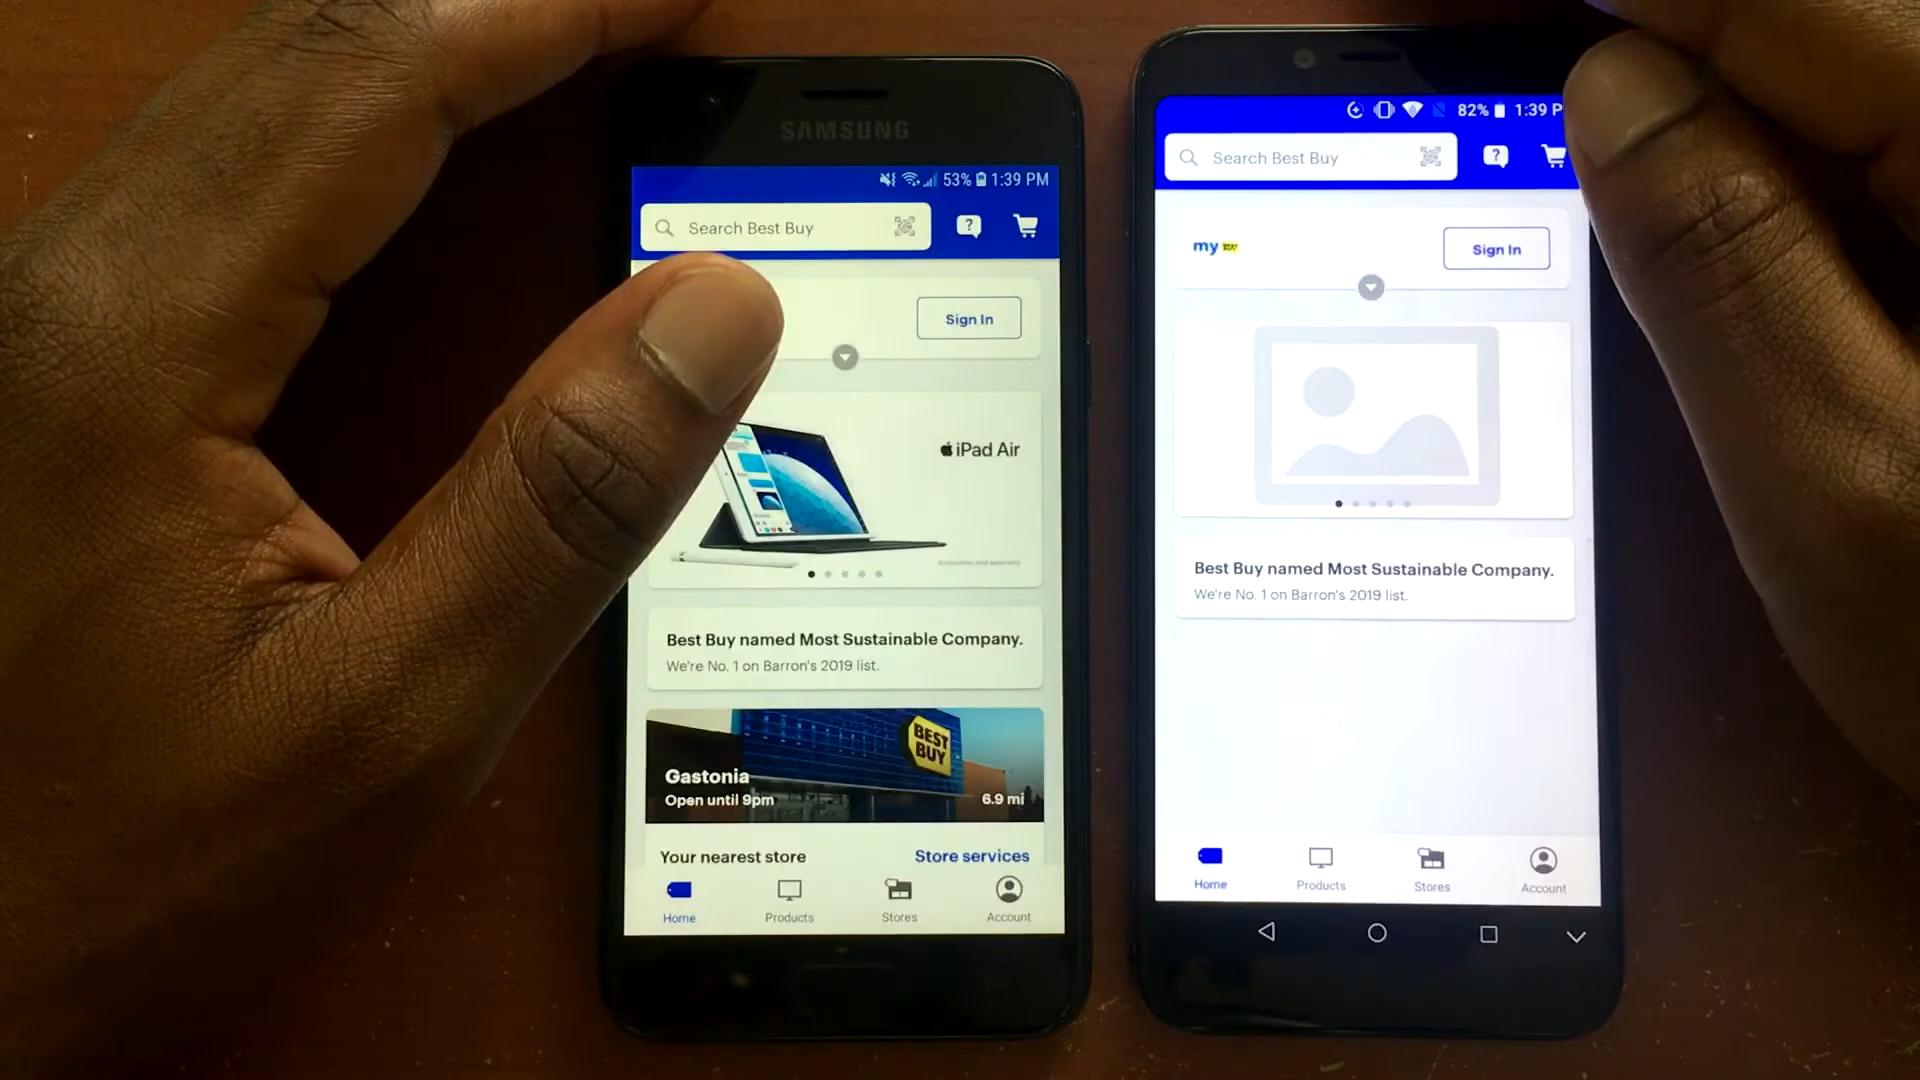 SAMSUNG
53% 1:39 PM
Search Best Buy
?
Sign In
iPad Air
Best Buy named Most Sustainable Company.
We're No. 1 on Barron's 2019 list.
BEST
BUY
Gastonia
Open until 9pm
6.9 mi
Your nearest store
Store services
Home
Products
Stores
Account
82% 1:39 P
Search Best Buy
?
my
Sign In
Best Buy named Most Sustainable Company.
We're No. 1 on Barron's 2019 list.
Home
Products
Stores
Account